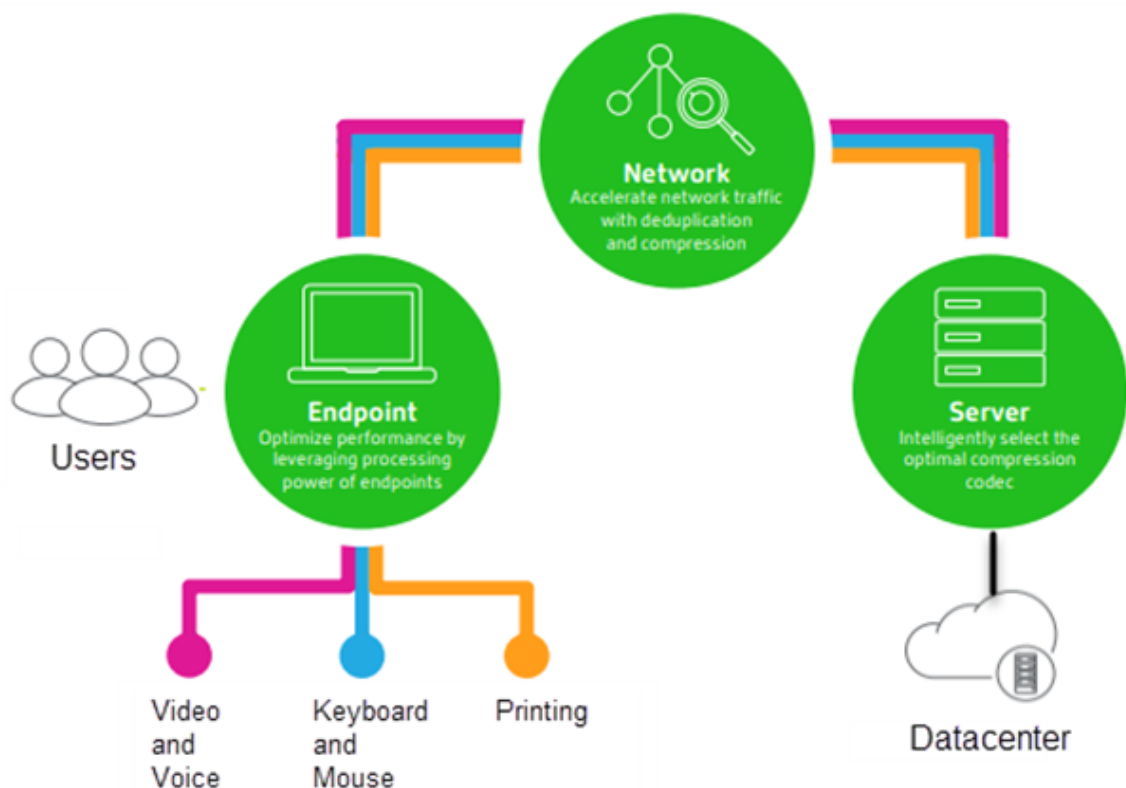 Network
Accelerate network traffic
with deduplication
and compression
Users
Endpoint
Optimize performance by
leveraging processing
power of endpoints
Server
Intelligently select the
optimal compression
codec
Video
and
Voice
Keyboard
and
Mouse
Printing
Datacenter